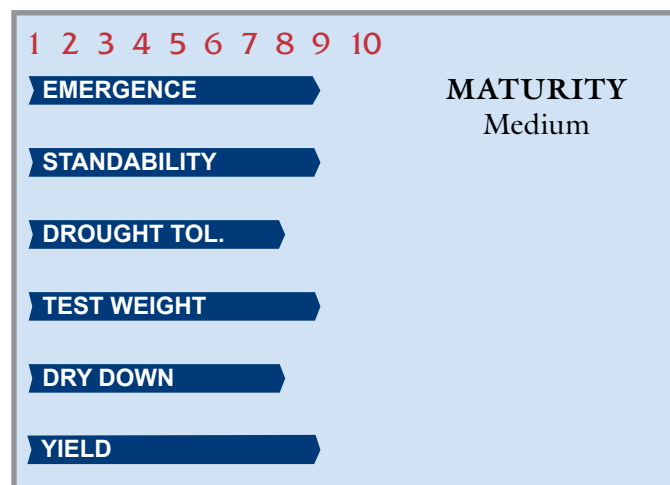 1 2 3 4 5 6 7 8 9 10
EMERGENCE
STANDABILITY
DROUGHT TOL.
TEST WEIGHT
DRY DOWN
YIELD
MATURITY
Medium